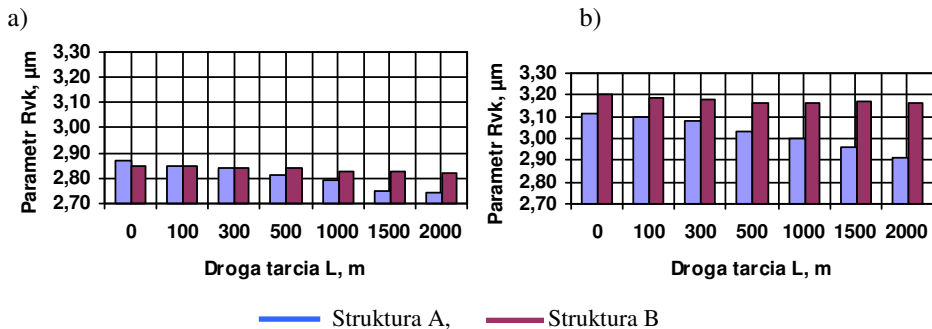 a)
Parametr Rvk, µm
3,30
3,20
3,10
3,00
2,90
2,80
2,70
0 100 300 500 1000 1500 2000
Droga tarcia L, m
b)
Parametr Rvk, µm
3,30
3,20
3,10
3,00
2,90
2,80
2,70
0 100 300 500 1000 1500 2000
Droga tarcia L, m
Struktura A, Struktura B